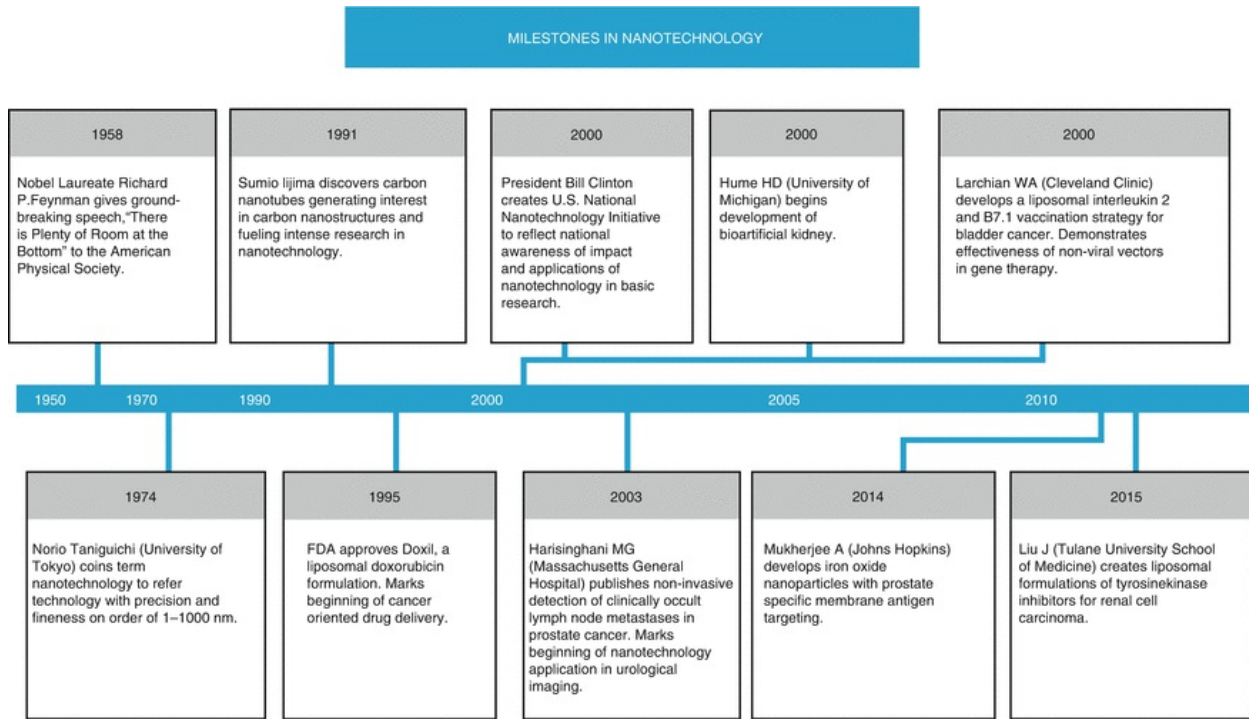 MILESTONES IN NANOTECHNOLOGY
1958
Nobel Laureate Richard
P.Feynman gives ground-
breaking speech,“There
is Plenty of Room at the
Bottom” to the American
Physical Society.
1991
Sumio Iijima discovers carbon
nanotubes generating interest
in carbon nanostructures and
fueling intense research in
nanotechnology.
2000
President Bill Clinton
creates U.S. National
Nanotechnology Initiative
to reflect national
awareness of impact
and applications of
nanotechnology in basic
research.
2000
Hume HD (University of
Michigan) begins
development of
bioartificial kidney.
2000
Larchian WA (Cleveland Clinic)
develops a liposomal interleukin 2
and B7.1 vaccination strategy for
bladder cancer. Demonstrates
effectiveness of non-viral vectors
in gene therapy.
1950 1970 1990 2000 2005 2010
1974
Norio Taniguchi (University of
Tokyo) coins term
nanotechnology to refer
technology with precision and
fineness on order of 1–1000 nm.
1995
FDA approves Doxil, a
liposomal doxorubicin
formulation. Marks
beginning of cancer
oriented drug delivery.
2003
Harisinghani MG
(Massachusetts General
Hospital) publishes non-invasive
detection of clinically occult
lymph node metastases in
prostate cancer. Marks
beginning of nanotechnology
application in urological
imaging.
2014
Mukherjee A (Johns Hopkins)
develops iron oxide
nanoparticles with prostate
specific membrane antigen
targeting.
2015
Liu J (Tulane University School
of Medicine) creates liposomal
formulations of tyrosinekinase
inhibitors for renal cell
carcinoma.